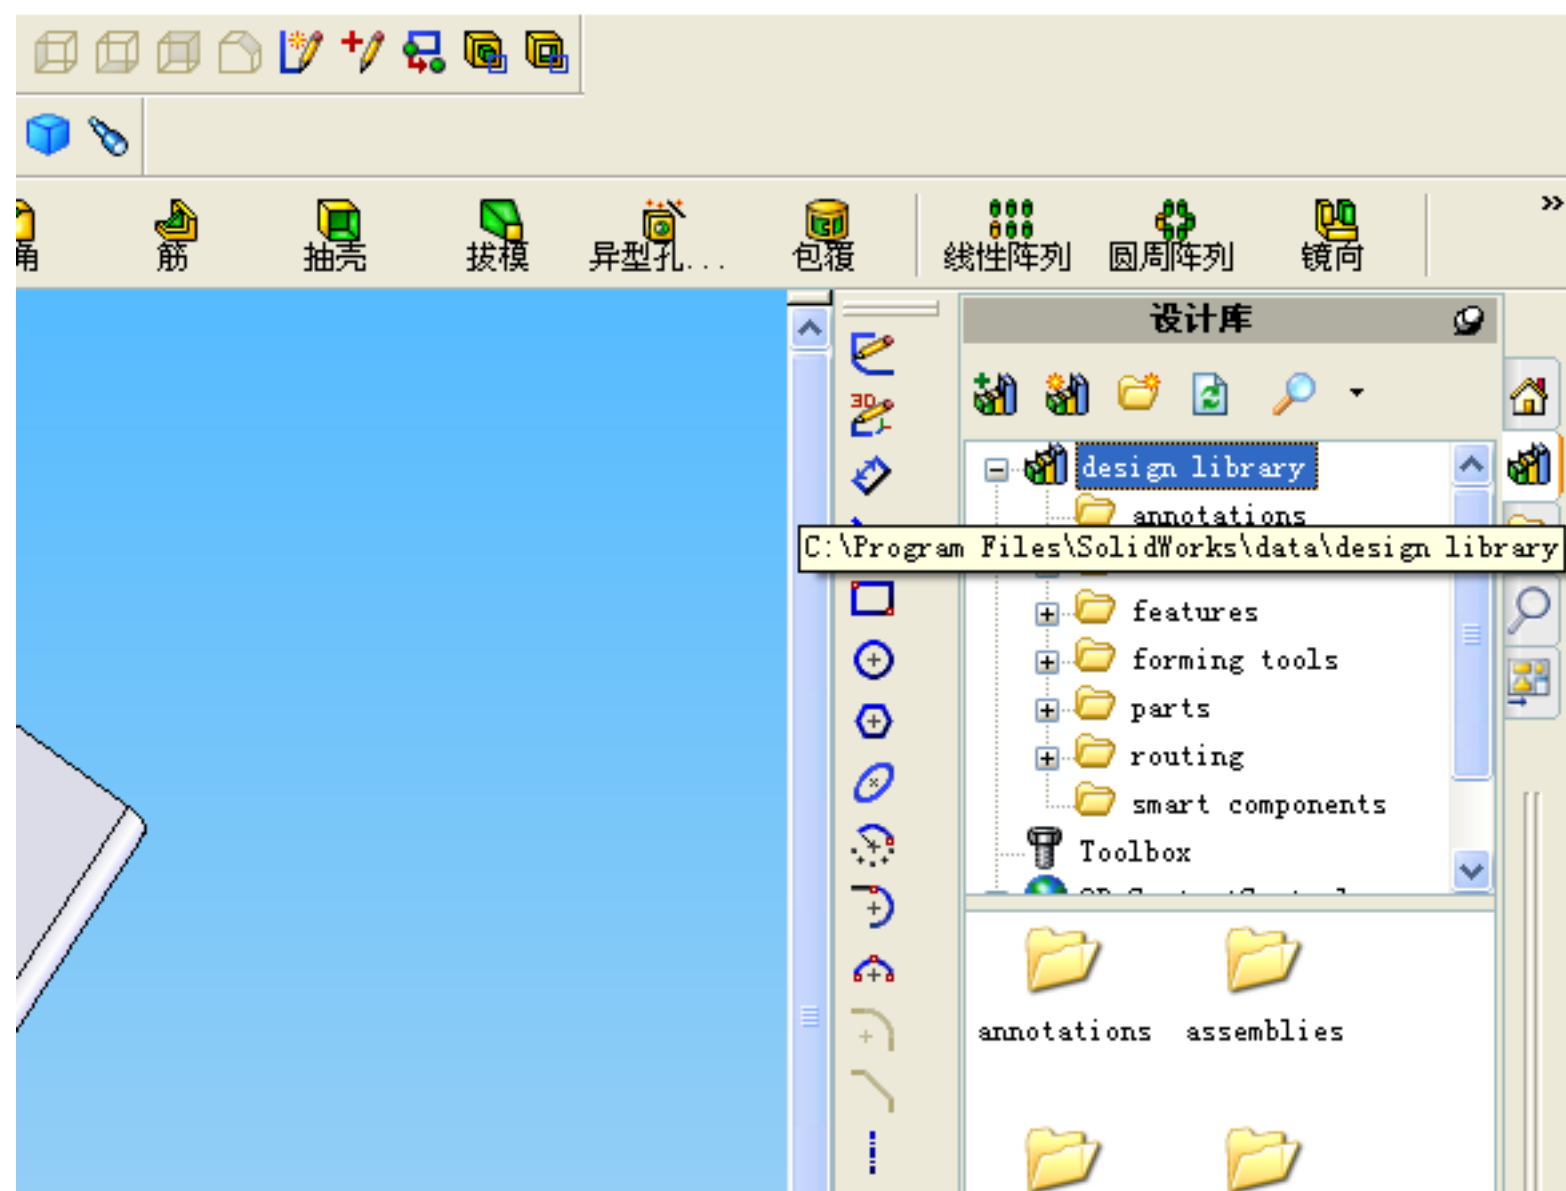 角 筋 抽壳 拔模 异型孔... 包覆 线性阵列 圆周阵列 镜向 »
设计库
3D
design library
annotations
C:\Program Files\SolidWorks\data\design library
features
forming tools
parts
routing
smart components
Toolbox
annotations assemblies